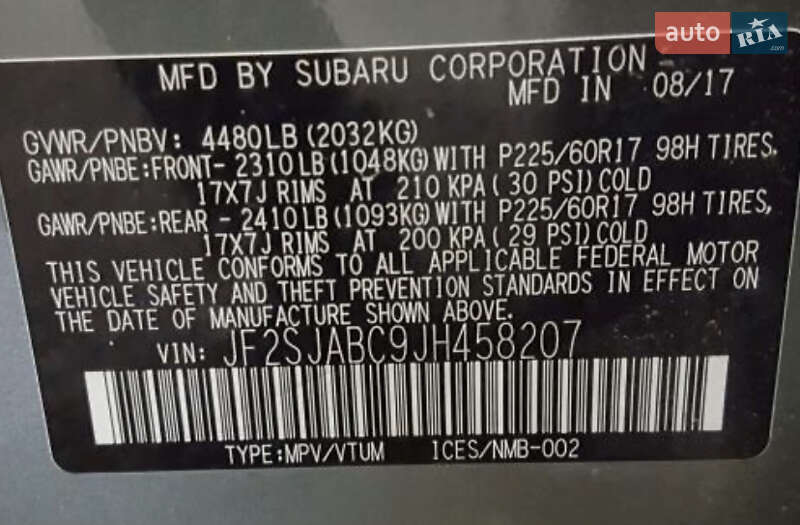 auto RIA.com
MFD BY SUBARU CORPORATION
MFD IN 08/17
GVWR/PNBV: 4480LB (2032KG)
GAWR/PNBE:FRONT- 2310LB (1048KG)WITH P225/60R17 98H TIRES.
17X7J RIMS AT 210 KPA( 30 PSI)COLD
GAWR/PNBE:REAR - 2410LB (1093KG)WITH P225/60R17 98H TIRES,
17X7J RIMS AT 200 KPA( 29 PSI)COLD
THIS VEHICLE CONFORMS TO ALL APPLICABLE FEDERAL MOTOR
VEHICLE SAFETY AND THEFT PREVENTION STANDARDS IN EFFECT ON
THE DATE OF MANUFACTURE SHOWN ABOVE.
VIN: JF2SJABC9JH458207
TYPE:MPV/VTUM ICES/NMB-002